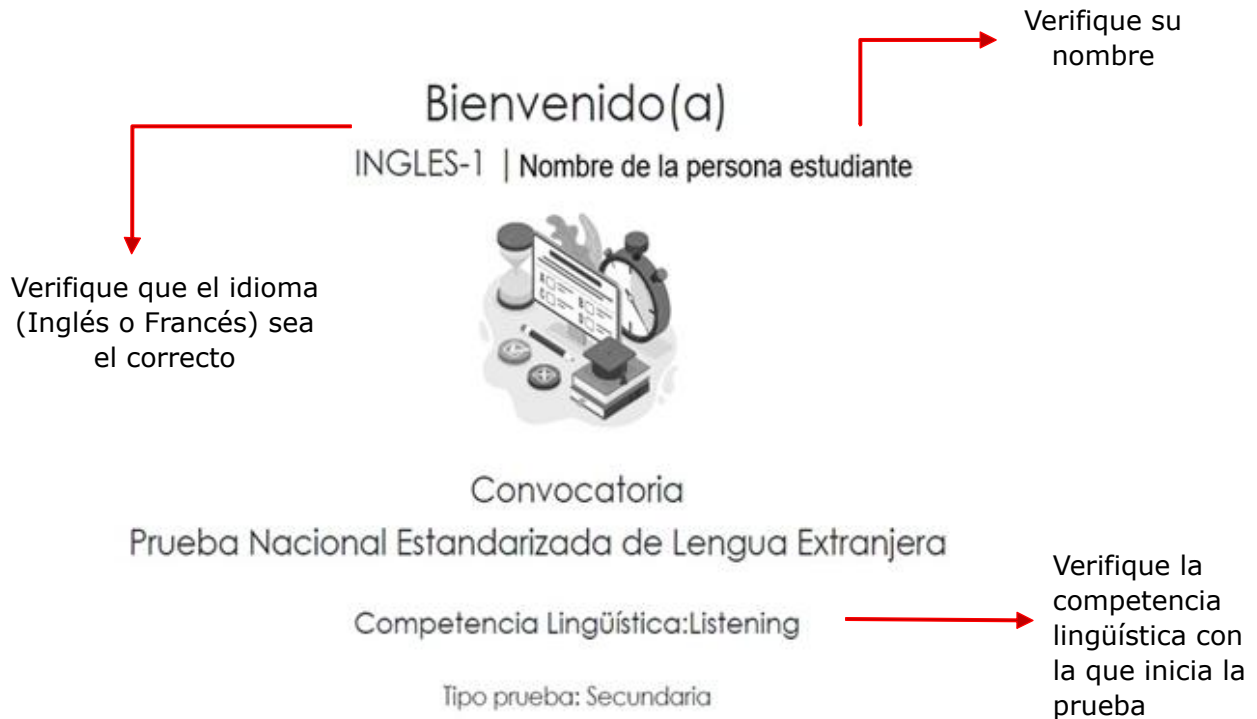 Verifique su
nombre
Bienvenido(a)
INGLES-1 | Nombre de la persona estudiante
Verifique que el idioma
(Inglés o Francés) sea
el correcto
Convocatoria
Prueba Nacional Estandarizada de Lengua Extranjera
Competencia Lingüística:Listening
Verifique la
competencia
lingüística con
la que inicia la
prueba
Tipo prueba: Secundaria